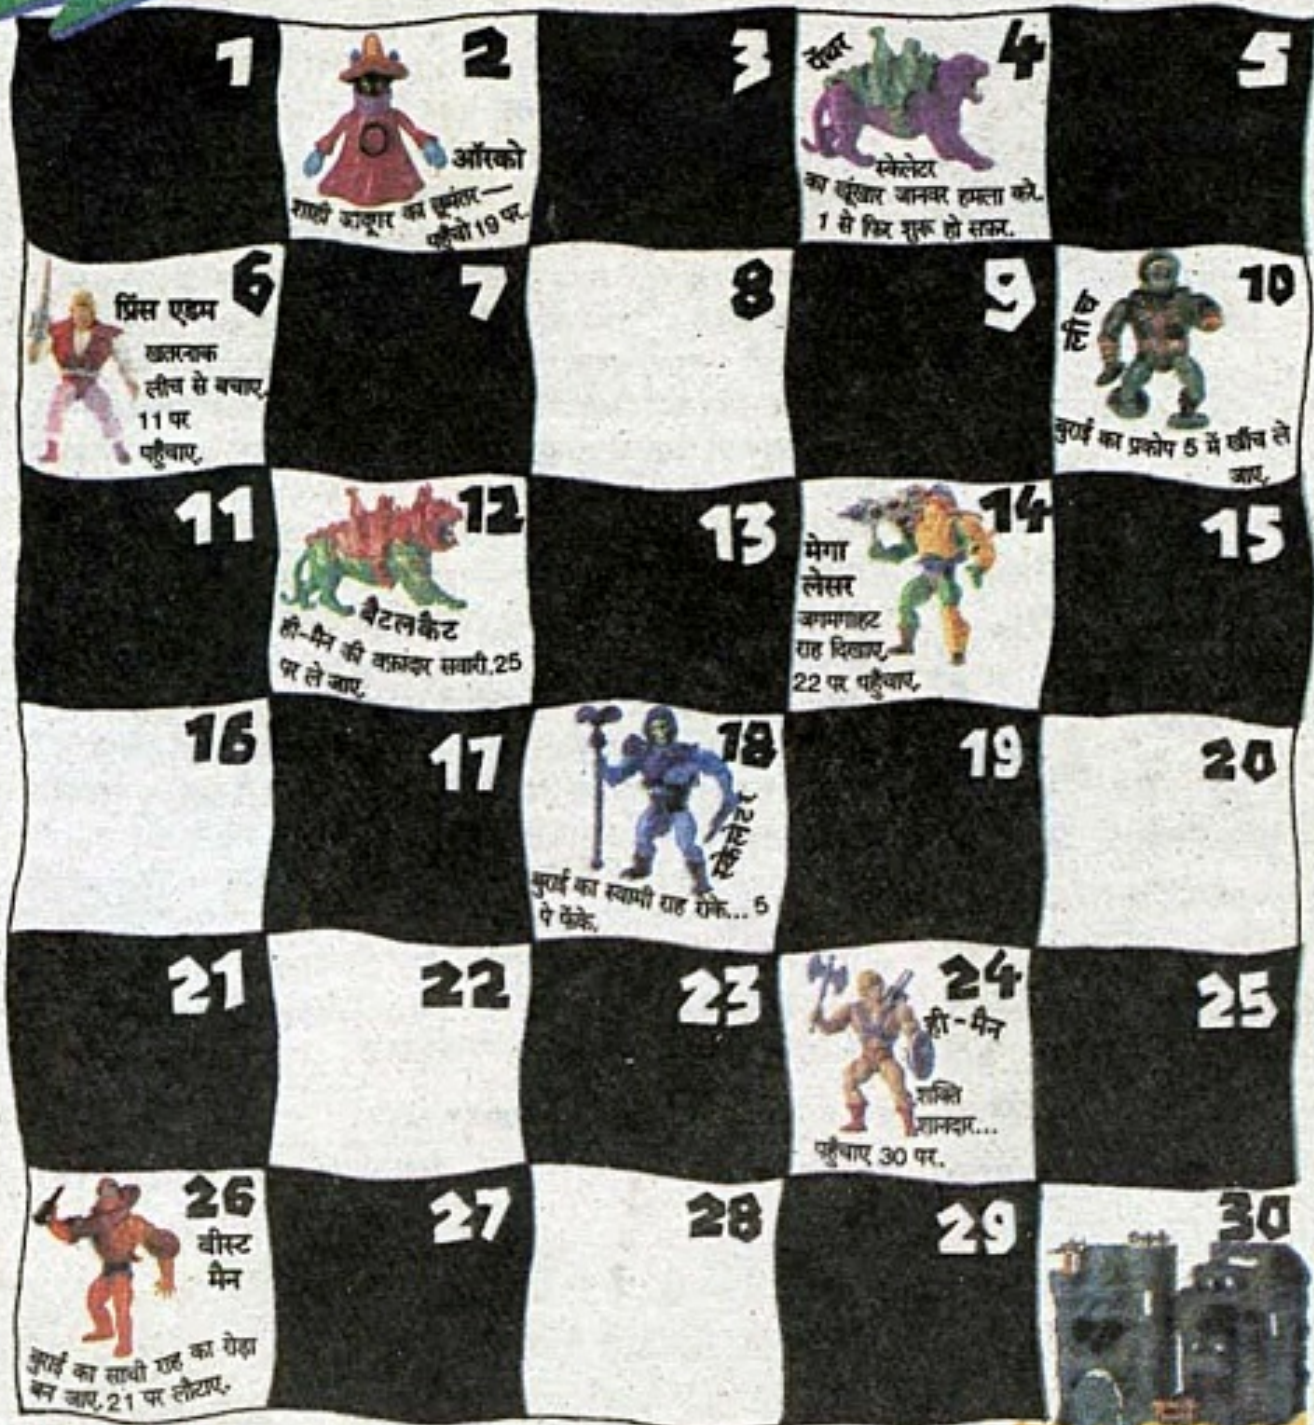 1
2
ऑरको
शाही जादूगर का छूमंतर—
पहुँचो 19 पर.
3
4
पँथर
स्केलेटर
का खूंखार जानवर हमला करे.
1 से फिर शुरू हो सफ़र.
5
6
प्रिंस एडम
खतरनाक
लीच से बचाए,
11 पर
पहुँचाए.
7
8
9
10
लीच
बुराई का प्रकोप 5 में खींच ले
जाए.
11
12
बैटलकैट
ही-मैन की वफ़ादार सवारी. 25
पर ले जाए.
13
14
मेगा
लेसर
जगमगाहट
राह दिखाए,
22 पर पहुँचाए.
15
16
17
18
स्केलेटर
बुराई का स्वामी राह रोके... 5
पे फेंके.
19
20
21
22
23
24
ही-मैन
शक्ति
शानदार...
पहुँचाए 30 पर.
25
26
बीस्ट
मैन
बुराई का साथी राह का रोड़ा
बन जाए, 21 पर लौटाए.
27
28
29
30